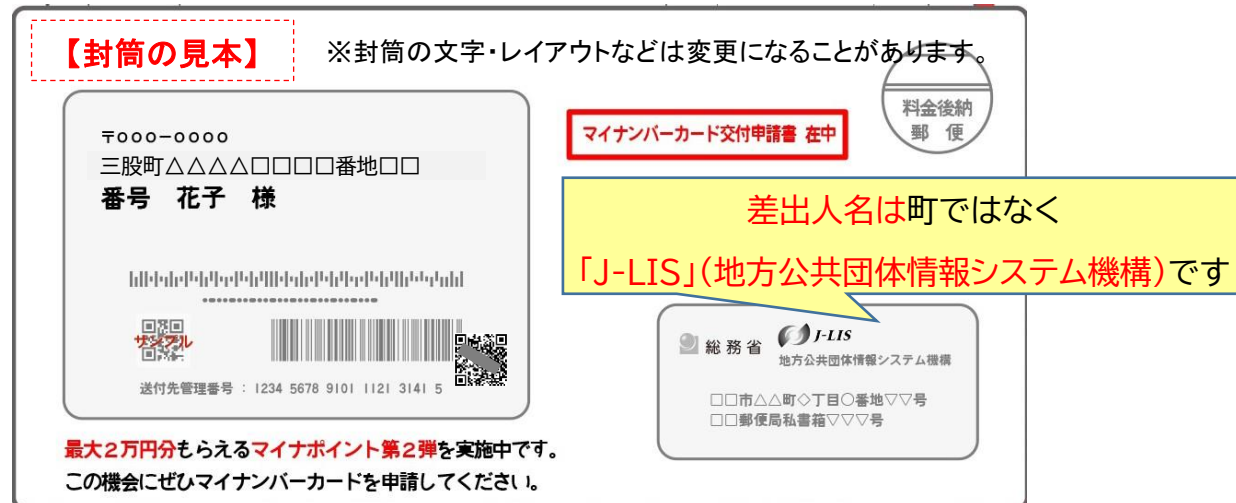 【封筒の見本】
※封筒の文字・レイアウトなどは変更になることがあります。
料金後納
郵 便
マイナンバーカード交付申請書 在中
〒000-0000
三股町△△△△□□□□番地□□
番号 花子 様
差出人名は町ではなく
「J-LIS」(地方公共団体情報システム機構)です
サンプル
送付先管理番号 : 1234 5678 9101 1121 3141 5
総務省
J-LIS
地方公共団体情報システム機構
□□市△△町◇丁目○番地▽▽号
□□郵便局私書箱▽▽▽号
最大2万円分もらえるマイナポイント第2弾を実施中です。
この機会にぜひマイナンバーカードを申請してください。